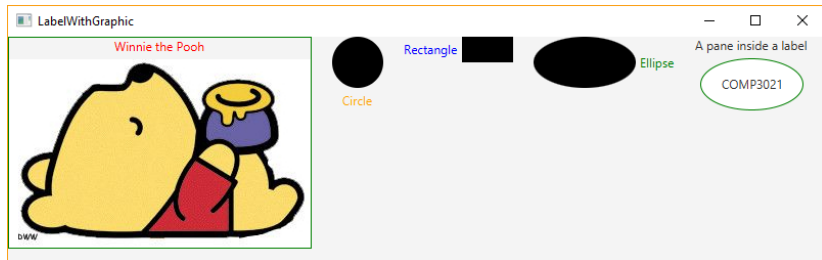 LabelWithGraphic
Winnie the Pooh
Circle
Rectangle
Ellipse
A pane inside a label
COMP3021
DWW